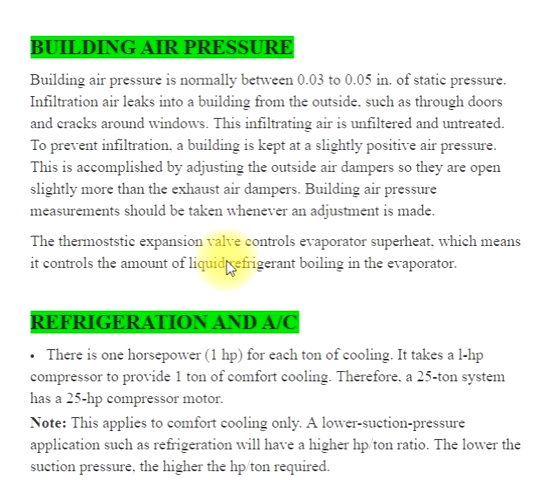 BUILDING AIR PRESSURE
Building air pressure is normally between 0.03 to 0.05 in. of static pressure.
Infiltration air leaks into a building from the outside, such as through doors
and cracks around windows. This infiltrating air is unfiltered and untreated.
To prevent infiltration, a building is kept at a slightly positive air pressure.
This is accomplished by adjusting the outside air dampers so they are open
slightly more than the exhaust air dampers. Building air pressure
measurements should be taken whenever an adjustment is made.
The thermoststic expansion valve controls evaporator superheat, which means
it controls the amount of liquid refrigerant boiling in the evaporator.
REFRIGERATION AND A/C
• There is one horsepower (1 hp) for each ton of cooling. It takes a l-hp
compressor to provide 1 ton of comfort cooling. Therefore, a 25-ton system
has a 25-hp compressor motor.
Note: This applies to comfort cooling only. A lower-suction-pressure
application such as refrigeration will have a higher hp/ton ratio. The lower the
suction pressure, the higher the hp/ton required.